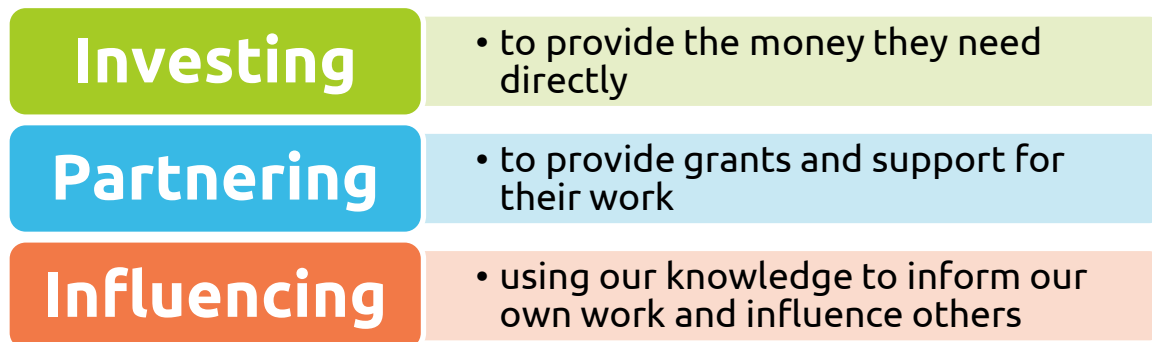 Investing
• to provide the money they need
directly
Partnering
• to provide grants and support for
their work
Influencing
• using our knowledge to inform our
own work and influence others